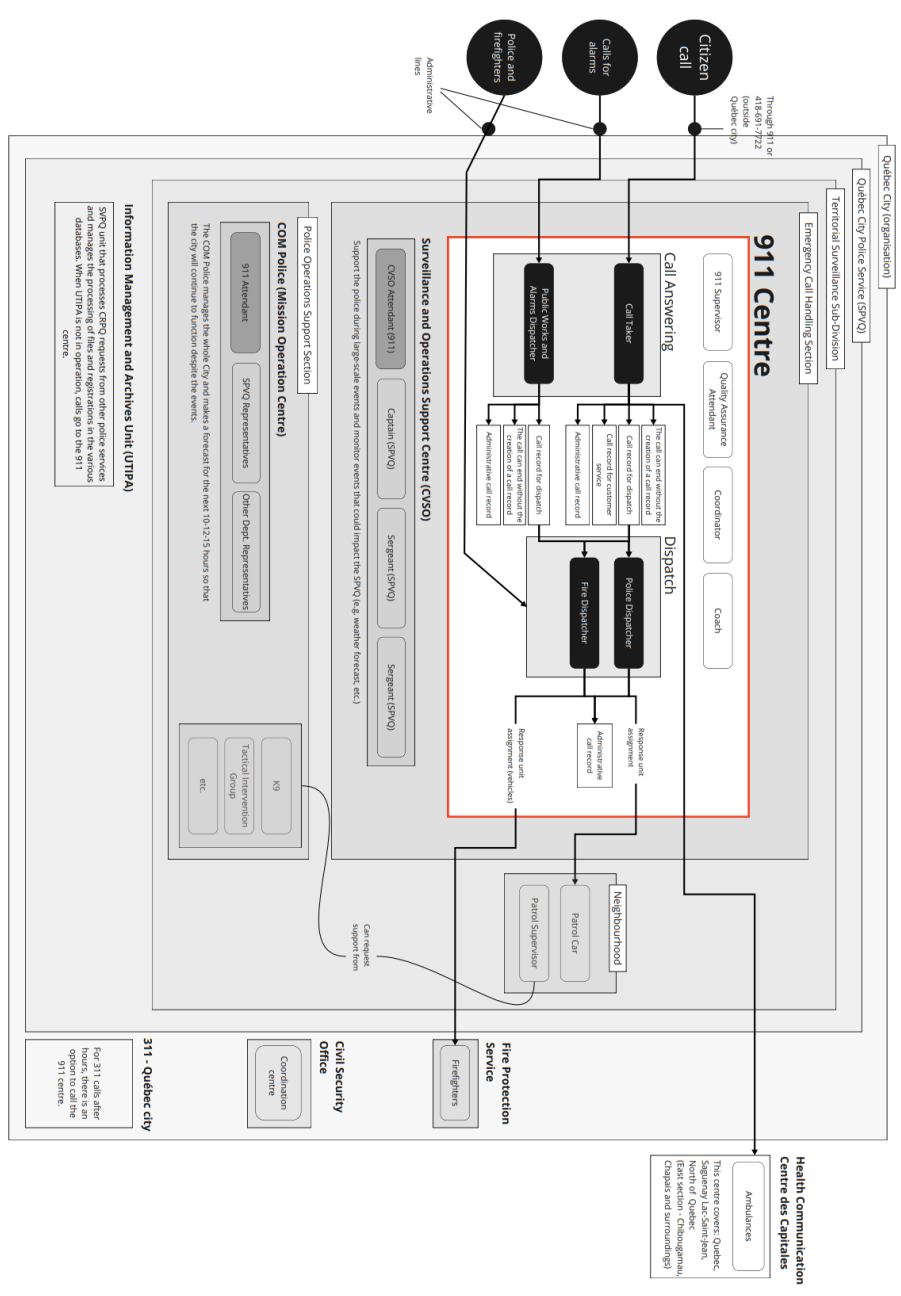 Québec City (organisation)
Québec City Police Service (SPVQ)
Territorial Surveillance Sub-Division
Emergency Call Handling Section
Citizen
call
Through 911 or
418-691-7722
(outside
Québec city)
Calls for
alarms
Police and
firefighters
Administrative
lines
911 Centre
911 Supervisor
Quality Assurance
Attendant
Coordinator
Coach
Call Answering
Call Taker
Public Works and
Alarms Dispatcher
The call can end without the
creation of a call record
Call record for dispatch
Call record for customer
service
Administrative call record
Call record for dispatch
The call can end without the
creation of a call record
Administrative call record
Dispatch
Police Dispatcher
Fire Dispatcher
Response unit
assignment
Administrative
call record
Response unit
assignment (vehicles)
Neighbourhood
Patrol Car
Patrol Supervisor
Can request
support from
Surveillance and Operations Support Centre (CVSO)
CVSO Attendant (911)
Captain (SPVQ)
Sergeant (SPVQ)
Sergeant (SPVQ)
Support the police during large-scale events and monitor events that could impact the SPVQ (e.g. weather forecast, etc.)
Police Operations Support Section
COM Police (Mission Operation Centre)
911 Attendant
SPVQ Representatives
Other Dept. Representatives
The COM Police manages the whole City and makes a forecast for the next 10-12-15 hours so that
the city will continue to function despite the events.
K9
Tactical Intervention
Group
etc.
Information Management and Archives Unit (UTIPA)
SVPQ unit that processes CRPQ requests from other police services
and manages the processing of files and registrations in the various
databases. When UTIPA is not in operation, calls go to the 911
centre.
Fire Protection
Service
Firefighters
Civil Security
Office
Coordination
centre
311 - Québec city
For 311 calls after
hours, there is an
option to call the
911 centre.
Health Communication
Centre des Capitales
Ambulances
This centre covers: Quebec,
Saguenay Lac-Saint-Jean,
North of Quebec
(East section - Chibougamau,
Chapais and surroundings)